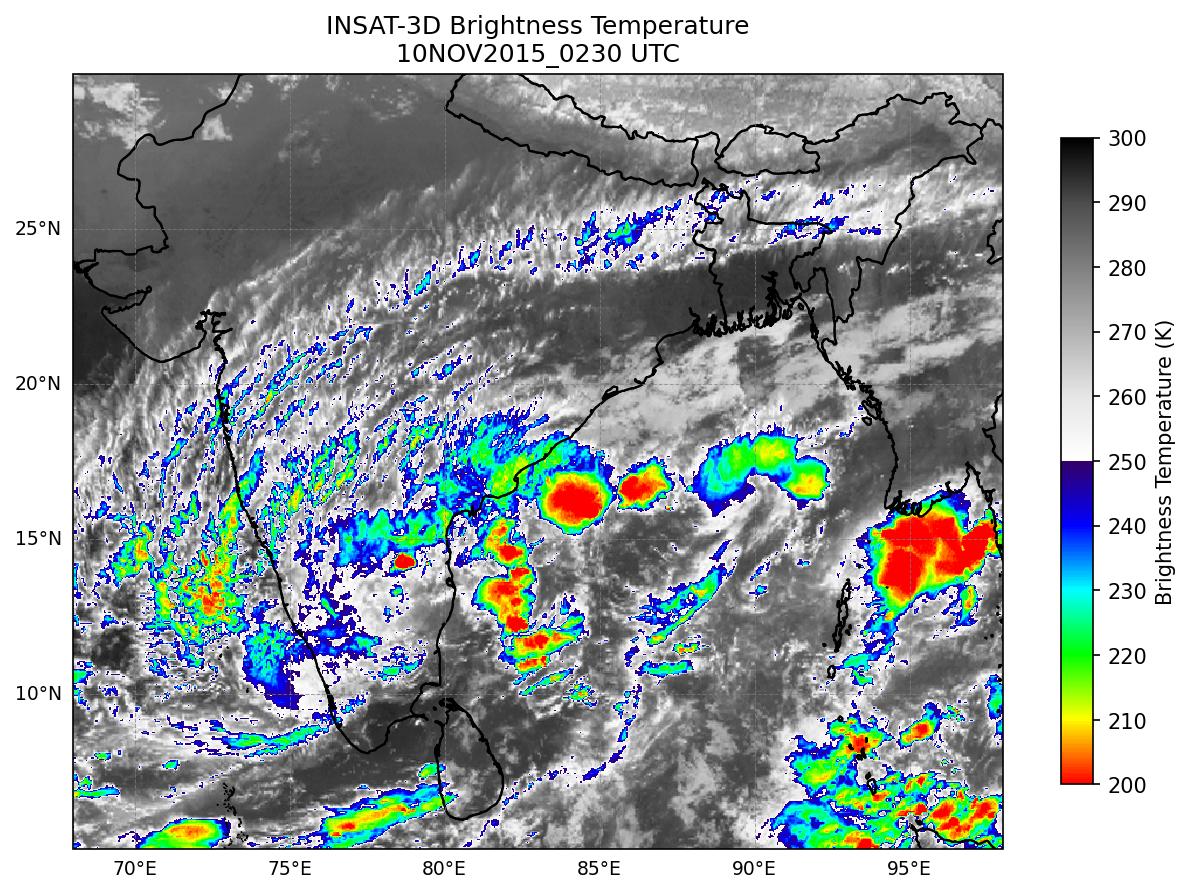 INSAT-3D Brightness Temperature
10NOV2015_0230 UTC
25°N
20°N
15°N
10°N
70°E
75°E
80°E
85°E
90°E
95°E
300
290
280
270
260
250
240
230
220
210
200
Brightness Temperature (K)